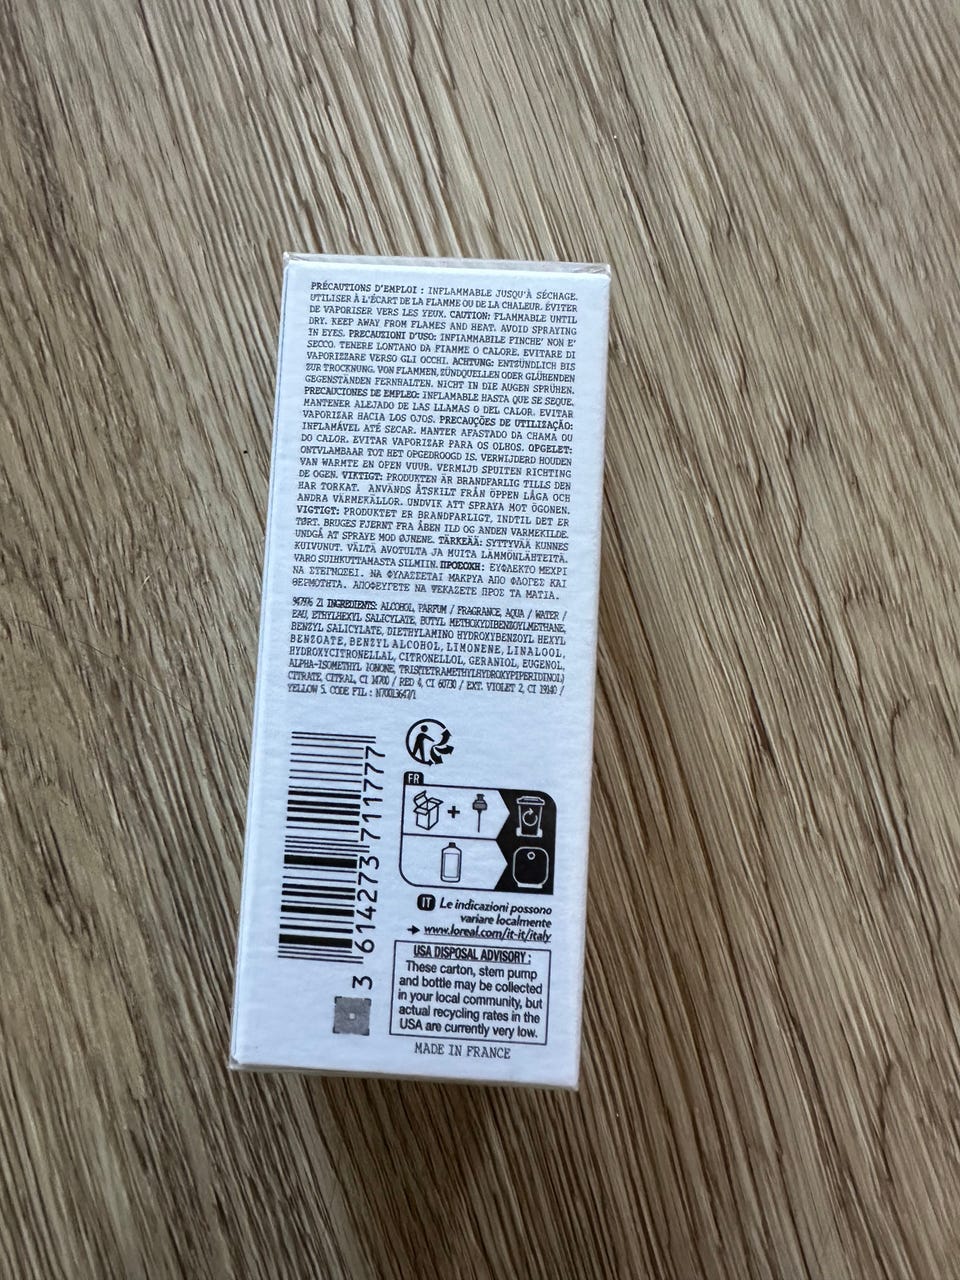 PRÉCAUTIONS D'EMPLOI : INFLAMMABLE JUSQU'À SÉCHAGE.
UTILISER À L'ÉCART DE LA FLAMME OU DE LA CHALEUR. ÉVITER
DE VAPORISER VERS LES YEUX. CAUTION: FLAMMABLE UNTIL
DRY. KEEP AWAY FROM FLAMES AND HEAT. AVOID SPRAYING
IN EYES. PRECAUZIONI D'USO: INFIAMMABILE FINCHE' NON E'
SECCO. TENERE LONTANO DA FIAMME O CALORE. EVITARE DI
VAPORIZZARE VERSO GLI OCCHI. ACHTUNG: ENTZÜNDLICH BIS
ZUR TROCKNUNG. VON FLAMMEN, ZÜNDQUELLEN ODER GLÜHENDEN
GEGENSTÄNDEN FERNHALTEN. NICHT IN DIE AUGEN SPRÜHEN.
PRECAUCIONES DE EMPLEO: INFLAMABLE HASTA QUE SE SEQUE.
MANTENER ALEJADO DE LAS LLAMAS O DEL CALOR. EVITAR
VAPORIZAR HACIA LOS OJOS. PRECAUÇÕES DE UTILIZAÇÃO:
INFLAMÁVEL ATÉ SECAR. MANTER AFASTADO DA CHAMA OU
DO CALOR. EVITAR VAPORIZAR PARA OS OLHOS. OPGELET:
ONTVLAMBAAR TOT HET OPGEDROOGD IS. VERWIJDERD HOUDEN
VAN WARMTE EN OPEN VUUR. VERMIJD SPUITEN RICHTING
DE OGEN. VIKTIGT: PRODUKTEN ÄR BRANDFARLIG TILLS DEN
HAR TORKAT. ANVÄNDS ÅTSKILT FRÅN ÖPPEN LÅGA OCH
ANDRA VÄRMEKÄLLOR. UNDVIK ATT SPRAYA MOT ÖGONEN.
VIGTIGT: PRODUKTET ER BRANDFARLIGT, INDTIL DET ER
TØRT. BRUGES FJERNT FRA ÅBEN ILD OG ANDEN VARMEKILDE.
UNDGÅ AT SPRAYE MOD ØJNENE. TÄRKEÄÄ: SYTTYVÄÄ KUNNES
KUIVUNUT. VÄLTÄ AVOTULTA JA MUITA LÄMMÖNLÄHTEITÄ.
VARO SUIHKUTTAMASTA SILMIIN. ΠΡΟΣΟΧΗ: ΕΥΦΛΕΚΤΟ ΜΕΧΡΙ
ΝΑ ΣΤΕΓΝΩΣΕΙ. ΝΑ ΦΥΛΑΣΣΕΤΑΙ ΜΑΚΡΥΑ ΑΠΟ ΦΛΟΓΕΣ ΚΑΙ
ΘΕΡΜΟΤΗΤΑ. ΑΠΟΦΕΥΓΕΤΕ ΝΑ ΨΕΚΑΖΕΤΕ ΠΡΟΣ ΤΑ ΜΑΤΙΑ.
947976 21 INGREDIENTS: ALCOHOL, PARFUM / FRAGRANCE, AQUA / WATER /
EAU, ETHYLHEXYL SALICYLATE, BUTYL METHOXYDIBENZOYLMETHANE,
BENZYL SALICYLATE, DIETHYLAMINO HYDROXYBENZOYL HEXYL
BENZOATE, BENZYL ALCOHOL, LIMONENE, LINALOOL,
HYDROXYCITRONELLAL, CITRONELLOL, GERANIOL, EUGENOL,
ALPHA-ISOMETHYL IONONE, TRIS(TETRAMETHYLHYDROXYPIPERIDINOL)
CITRATE, CITRAL, CI 14700 / RED 4, CI 60730 / EXT. VIOLET 2, CI 19140 /
YELLOW 5. CODE FIL : N70013647/1
3 614273 711777
FR
+
IT Le indicazioni possono
variare localmente
→ www.loreal.com/it-it/italy
USA DISPOSAL ADVISORY :
These carton, stem pump
and bottle may be collected
in your local community, but
actual recycling rates in the
USA are currently very low.
MADE IN FRANCE